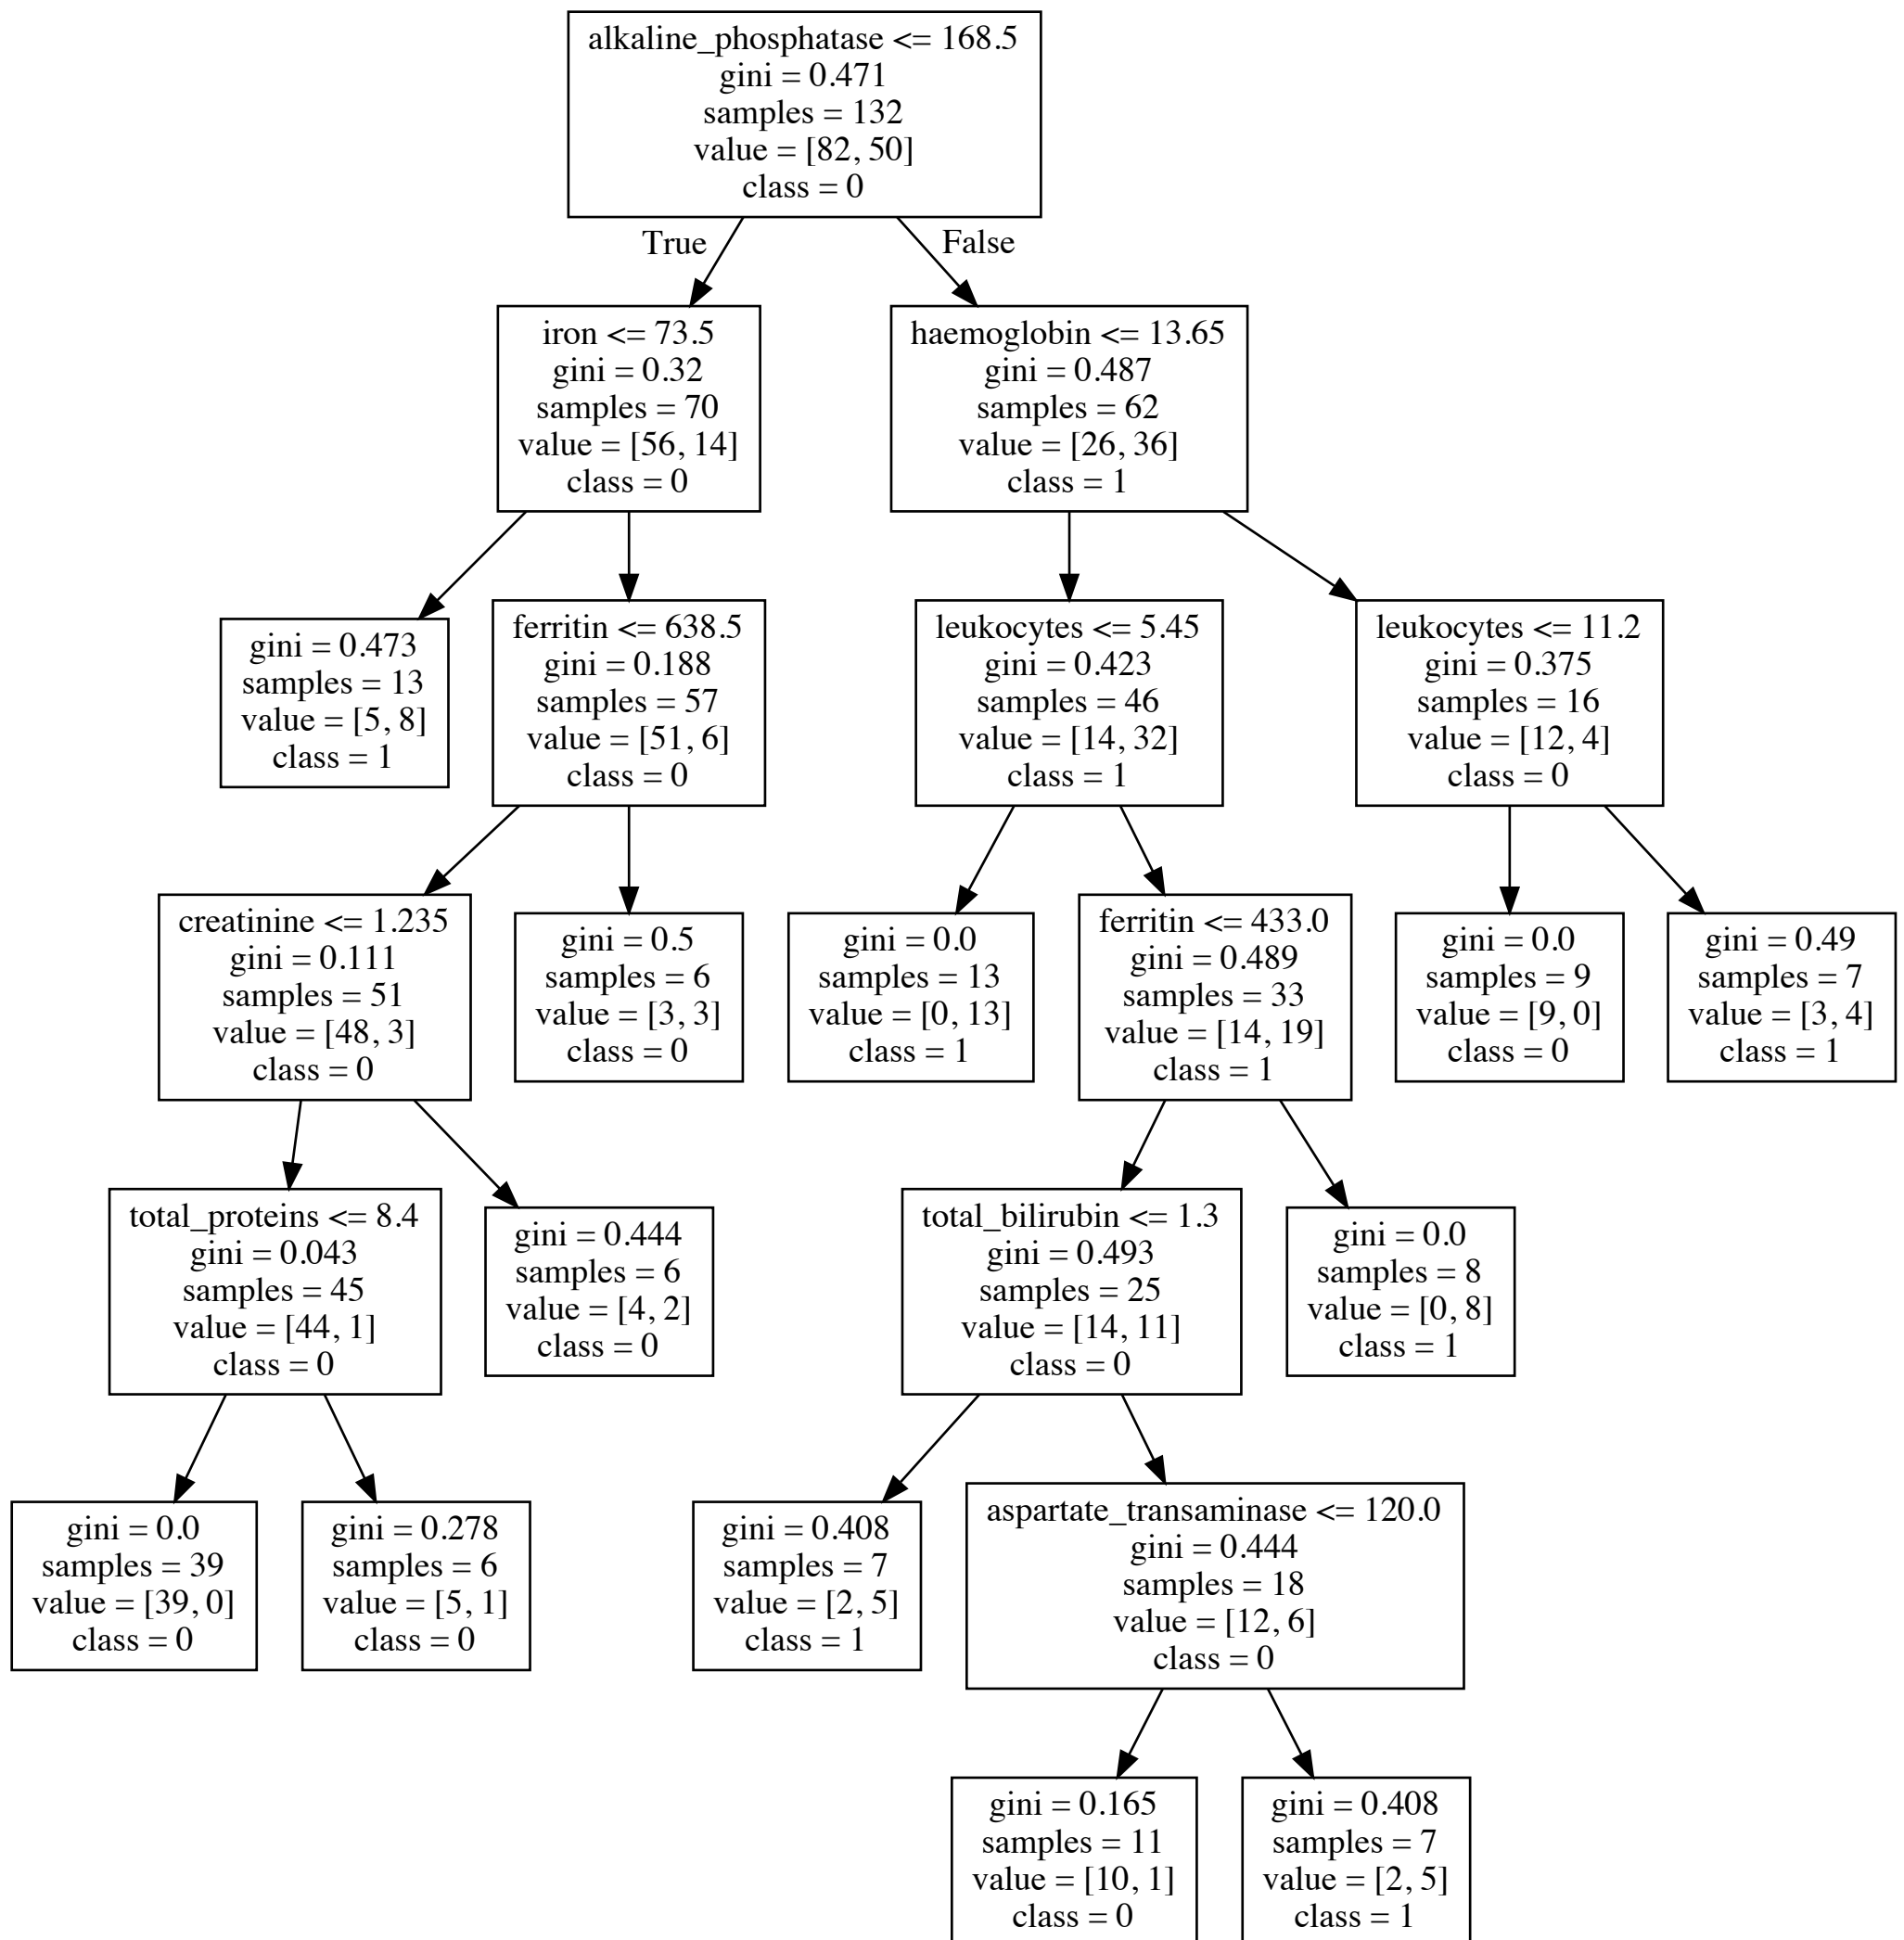 alkaline_phosphatase <= 168.5
gini = 0.471
samples = 132
value = [82, 50]
class = 0
True
False
iron <= 73.5
gini = 0.32
samples = 70
value = [56, 14]
class = 0
haemoglobin <= 13.65
gini = 0.487
samples = 62
value = [26, 36]
class = 1
gini = 0.473
samples = 13
value = [5, 8]
class = 1
ferritin <= 638.5
gini = 0.188
samples = 57
value = [51, 6]
class = 0
leukocytes <= 5.45
gini = 0.423
samples = 46
value = [14, 32]
class = 1
leukocytes <= 11.2
gini = 0.375
samples = 16
value = [12, 4]
class = 0
creatinine <= 1.235
gini = 0.111
samples = 51
value = [48, 3]
class = 0
gini = 0.5
samples = 6
value = [3, 3]
class = 0
gini = 0.0
samples = 13
value = [0, 13]
class = 1
ferritin <= 433.0
gini = 0.489
samples = 33
value = [14, 19]
class = 1
gini = 0.0
samples = 9
value = [9, 0]
class = 0
gini = 0.49
samples = 7
value = [3, 4]
class = 1
total_proteins <= 8.4
gini = 0.043
samples = 45
value = [44, 1]
class = 0
gini = 0.444
samples = 6
value = [4, 2]
class = 0
total_bilirubin <= 1.3
gini = 0.493
samples = 25
value = [14, 11]
class = 0
gini = 0.0
samples = 8
value = [0, 8]
class = 1
gini = 0.0
samples = 39
value = [39, 0]
class = 0
gini = 0.278
samples = 6
value = [5, 1]
class = 0
gini = 0.408
samples = 7
value = [2, 5]
class = 1
aspartate_transaminase <= 120.0
gini = 0.444
samples = 18
value = [12, 6]
class = 0
gini = 0.165
samples = 11
value = [10, 1]
class = 0
gini = 0.408
samples = 7
value = [2, 5]
class = 1